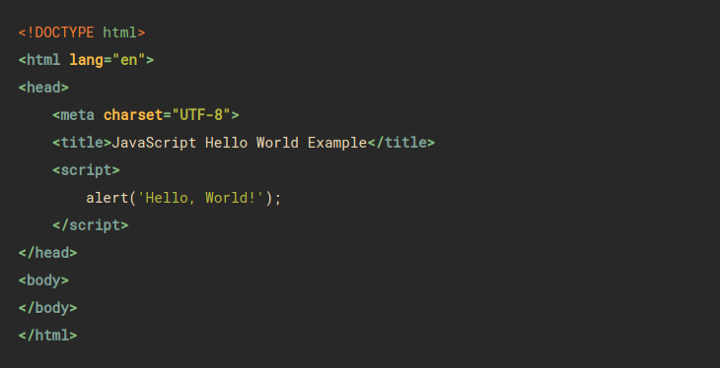 <!DOCTYPE html>
<html lang="en">
<head>
    <meta charset="UTF-8">
    <title>JavaScript Hello World Example</title>
    <script>
        alert('Hello, World!');
    </script>
</head>
<body>
</body>
</html>